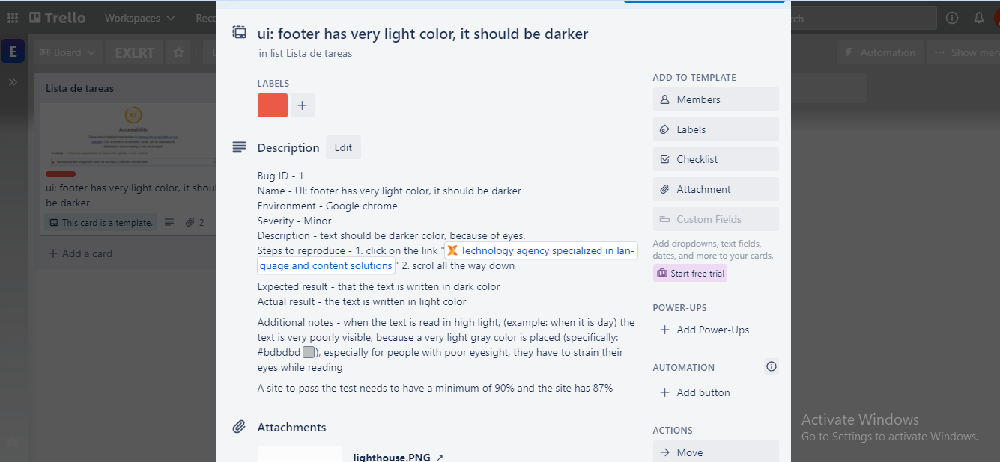 Trello
Workspaces
Rece
rch
E
Board
EXLRT
Automation
Show men
Lista de tareas
87
Accessibility
ui: footer has very light color, it shou
be darker
This card is a template.
2
Add a card
ui: footer has very light color, it should be darker
in list Lista de tareas
LABELS
Description
Edit
Bug ID - 1
Name - UI: footer has very light color, it should be darker
Environment - Google chrome
Severity - Minor
Description - text should be darker color, because of eyes.
Steps to reproduce - 1. click on the link " Technology agency specialized in lan-
guage and content solutions " 2. scrol all the way down
Expected result - that the text is written in dark color
Actual result - the text is written in light color
Additional notes - when the text is read in high light, (example: when it is day) the
text is very poorly visible, because a very light gray color is placed (specifically:
#bdbdbd ), especially for people with poor eyesight, they have to strain their
eyes while reading
A site to pass the test needs to have a minimum of 90% and the site has 87%
Attachments
lighthouse.PNG ↗
ADD TO TEMPLATE
Members
Labels
Checklist
Attachment
Custom Fields
Add dropdowns, text fields,
dates, and more to your cards.
Start free trial
POWER-UPS
Add Power-Ups
AUTOMATION
Add button
ACTIONS
Move
Activate Windows
Go to Settings to activate Windows.